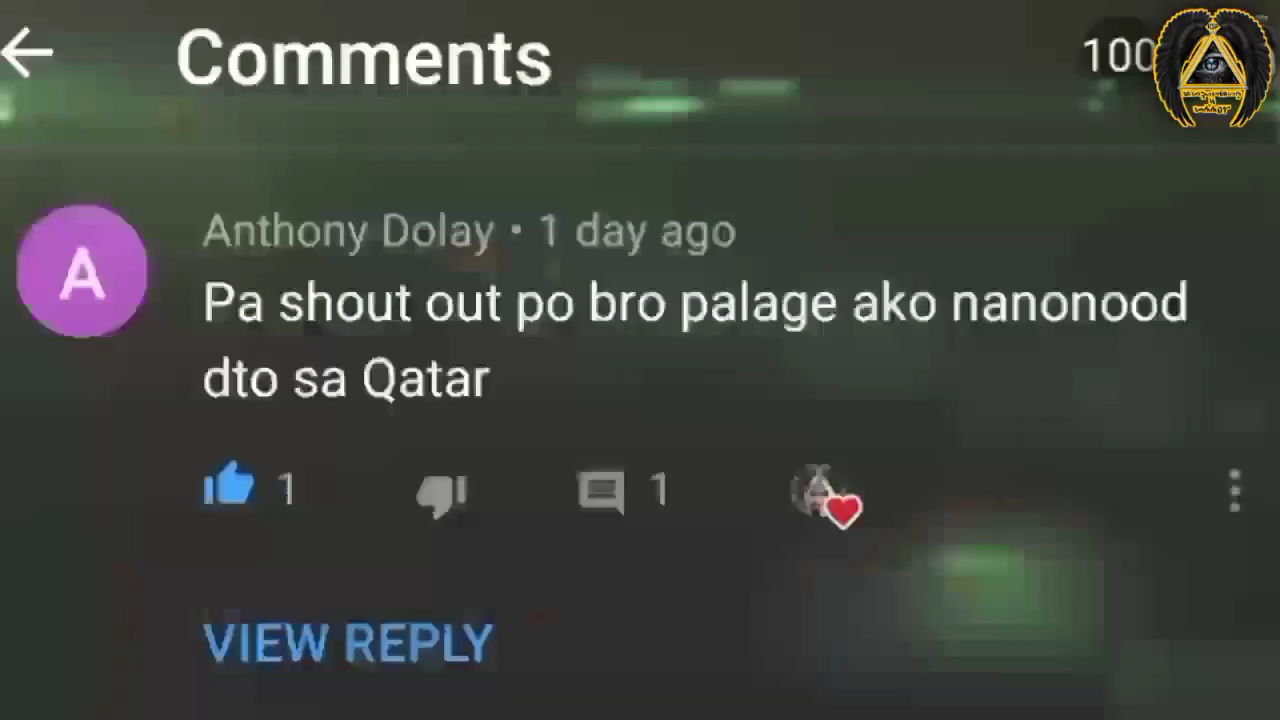 Comments
100
A
Anthony Dolay • 1 day ago
Pa shout out po bro palage ako nanonood
dto sa Qatar
1
1
VIEW REPLY